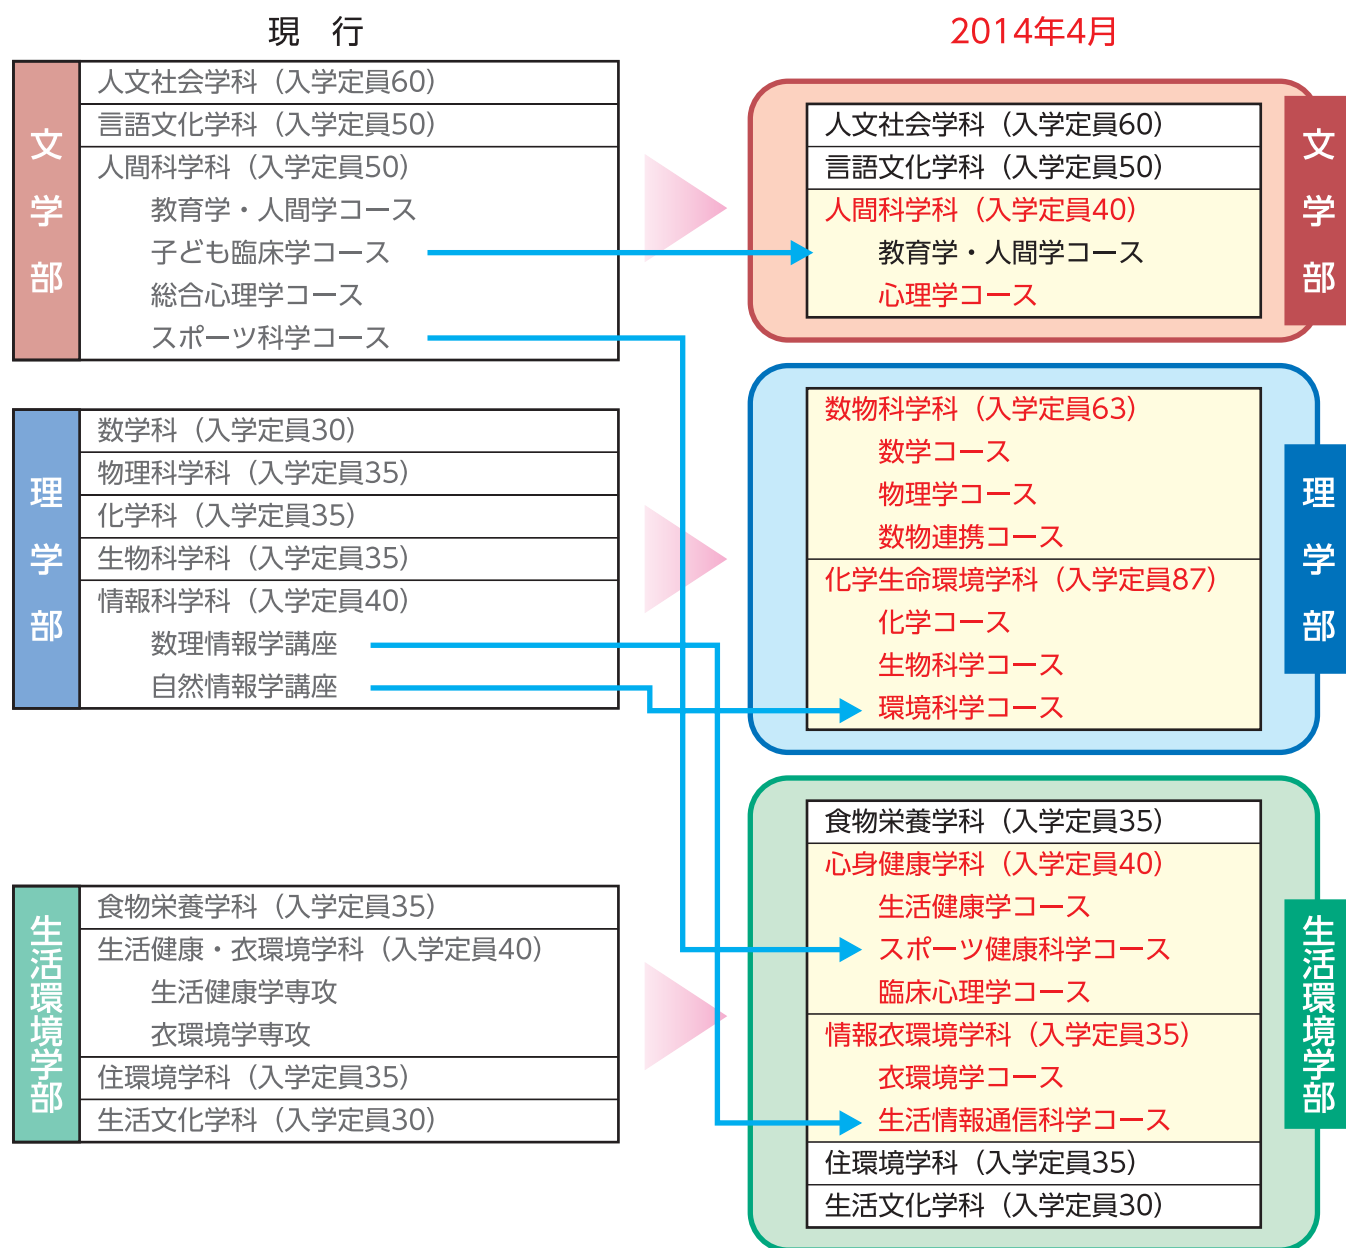 現 行
文学部
人文社会学科（入学定員60）
言語文化学科（入学定員50）
人間科学科（入学定員50）
教育学・人間学コース
子ども臨床学コース
総合心理学コース
スポーツ科学コース
理学部
数学科（入学定員30）
物理科学科（入学定員35）
化学科（入学定員35）
生物科学科（入学定員35）
情報科学科（入学定員40）
数理情報学講座
自然情報学講座
生活環境学部
食物栄養学科（入学定員35）
生活健康・衣環境学科（入学定員40）
生活健康学専攻
衣環境学専攻
住環境学科（入学定員35）
生活文化学科（入学定員30）
2014年4月
文学部
人文社会学科（入学定員60）
言語文化学科（入学定員50）
人間科学科（入学定員40）
教育学・人間学コース
心理学コース
理学部
数物科学科（入学定員63）
数学コース
物理学コース
数物連携コース
化学生命環境学科（入学定員87）
化学コース
生物科学コース
環境科学コース
生活環境学部
食物栄養学科（入学定員35）
心身健康学科（入学定員40）
生活健康学コース
スポーツ健康科学コース
臨床心理学コース
情報衣環境学科（入学定員35）
衣環境学コース
生活情報通信科学コース
住環境学科（入学定員35）
生活文化学科（入学定員30）